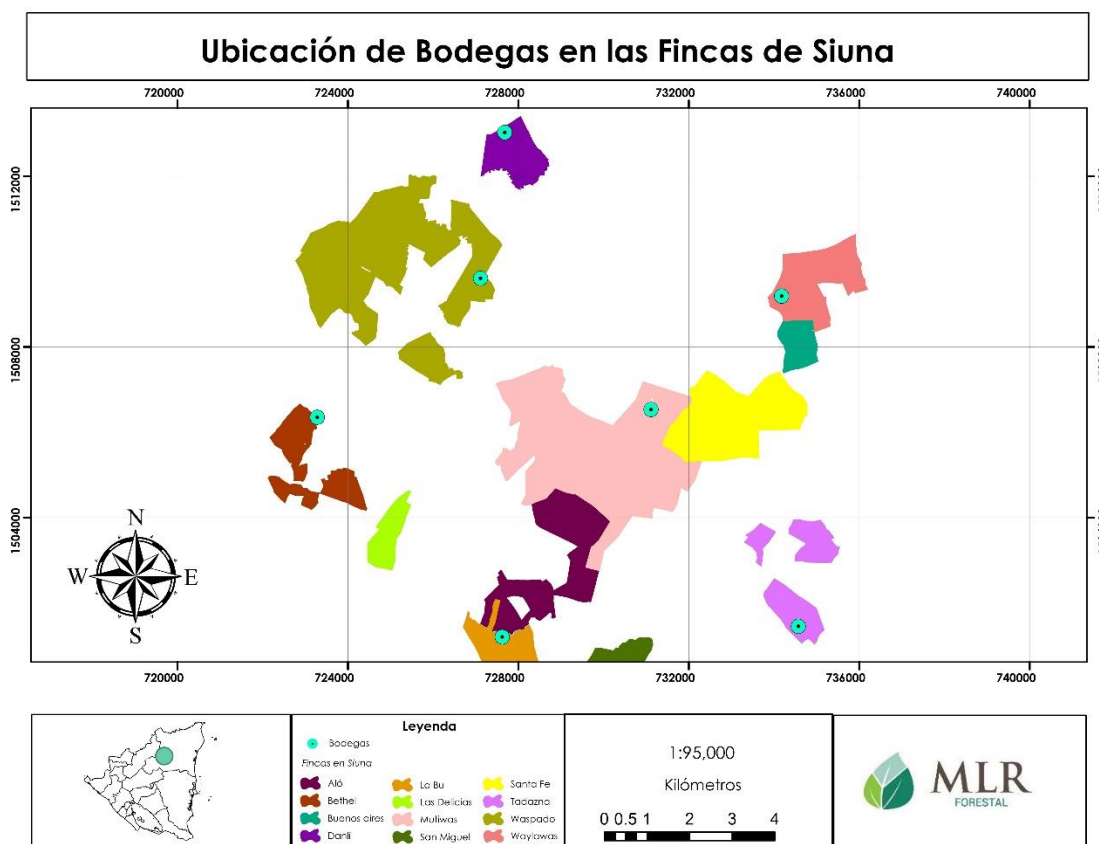 Ubicación de Bodegas en las Fincas de Siuna
720000 724000 728000 732000 736000 740000
1512000
1508000
1504000
N
W E
S
720000 724000 728000 732000 736000 740000
Leyenda
Bodegas
Fincas en Siuna
Aló
Bethel
Buenos aires
Danlí
La Bu
Las Delicias
Mutiwas
San Miguel
Santa Fe
Tadazna
Waspado
Waylawas
1:95,000
Kilómetros
0 0.5 1 2 3 4
MLR
FORESTAL